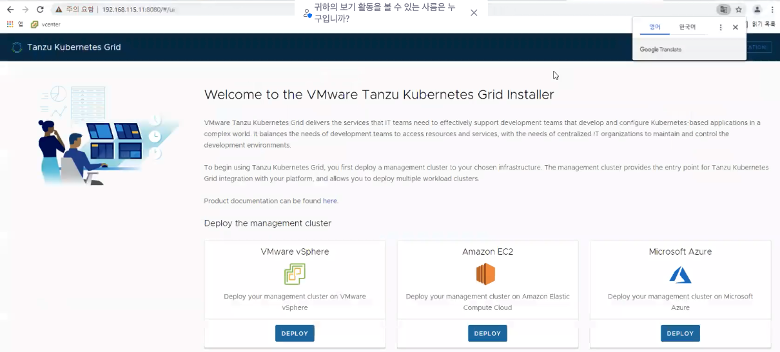 주의 요함 | 192.168.115.11:8080/#/ui
귀하의 보기 활동을 볼 수 있는 사람은 누
구입니까?
앱
vcenter
읽기 목록
영어 한국어
Google Translate
Tanzu Kubernetes Grid
Welcome to the VMware Tanzu Kubernetes Grid Installer
VMware Tanzu Kubernetes Grid delivers the services that IT teams need to effectively support development teams that develop and configure Kubernetes-based applications in a
complex world. It balances the needs of development teams to access resources and services, with the needs of centralized IT organizations to maintain and control the
development environments.
To begin using Tanzu Kubernetes Grid, you first deploy a management cluster to your chosen infrastructure. The management cluster provides the entry point for Tanzu Kubernetes
Grid integration with your platform, and allows you to deploy multiple workload clusters.
Product documentation can be found here.
Deploy the management cluster
VMware vSphere
Deploy your management cluster on VMware
vSphere
DEPLOY
Amazon EC2
Deploy your management cluster on Amazon Elastic
Compute Cloud
DEPLOY
Microsoft Azure
Deploy your management cluster on Microsoft
Azure
DEPLOY